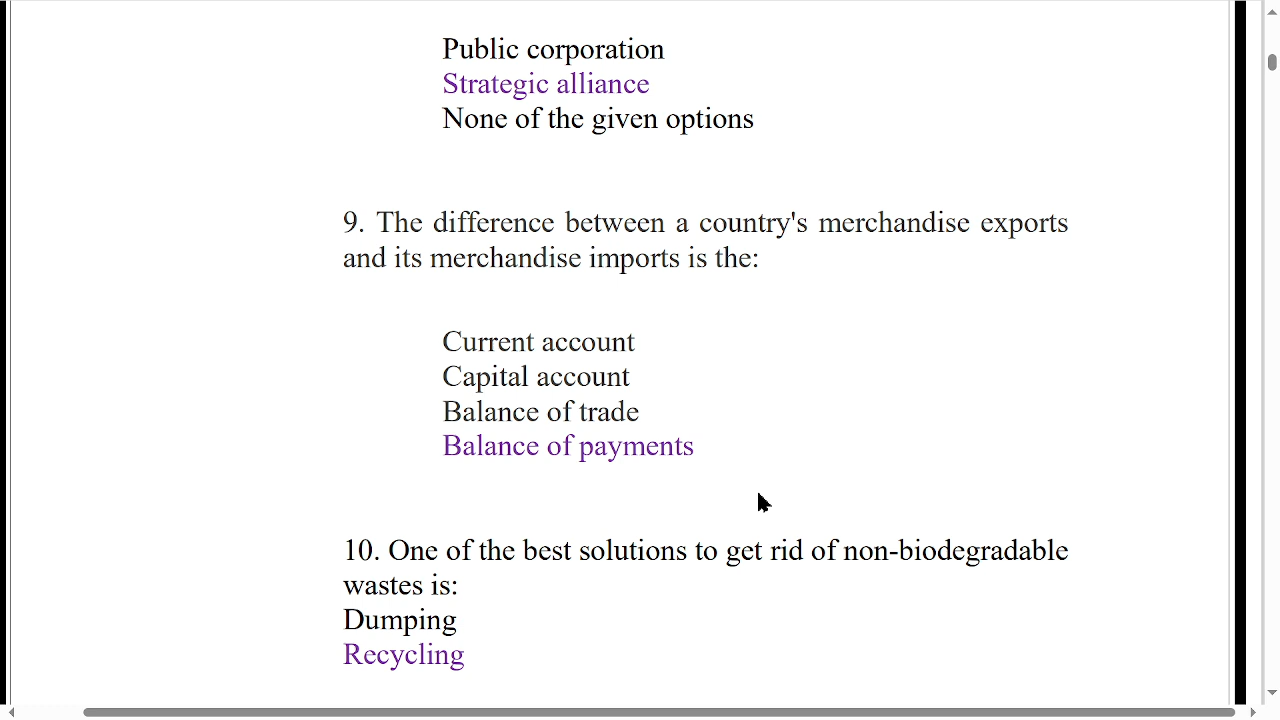 Public corporation
Strategic alliance
None of the given options
9. The difference between a country's merchandise exports
and its merchandise imports is the:
Current account
Capital account
Balance of trade
Balance of payments
10. One of the best solutions to get rid of non-biodegradable
wastes is:
Dumping
Recycling